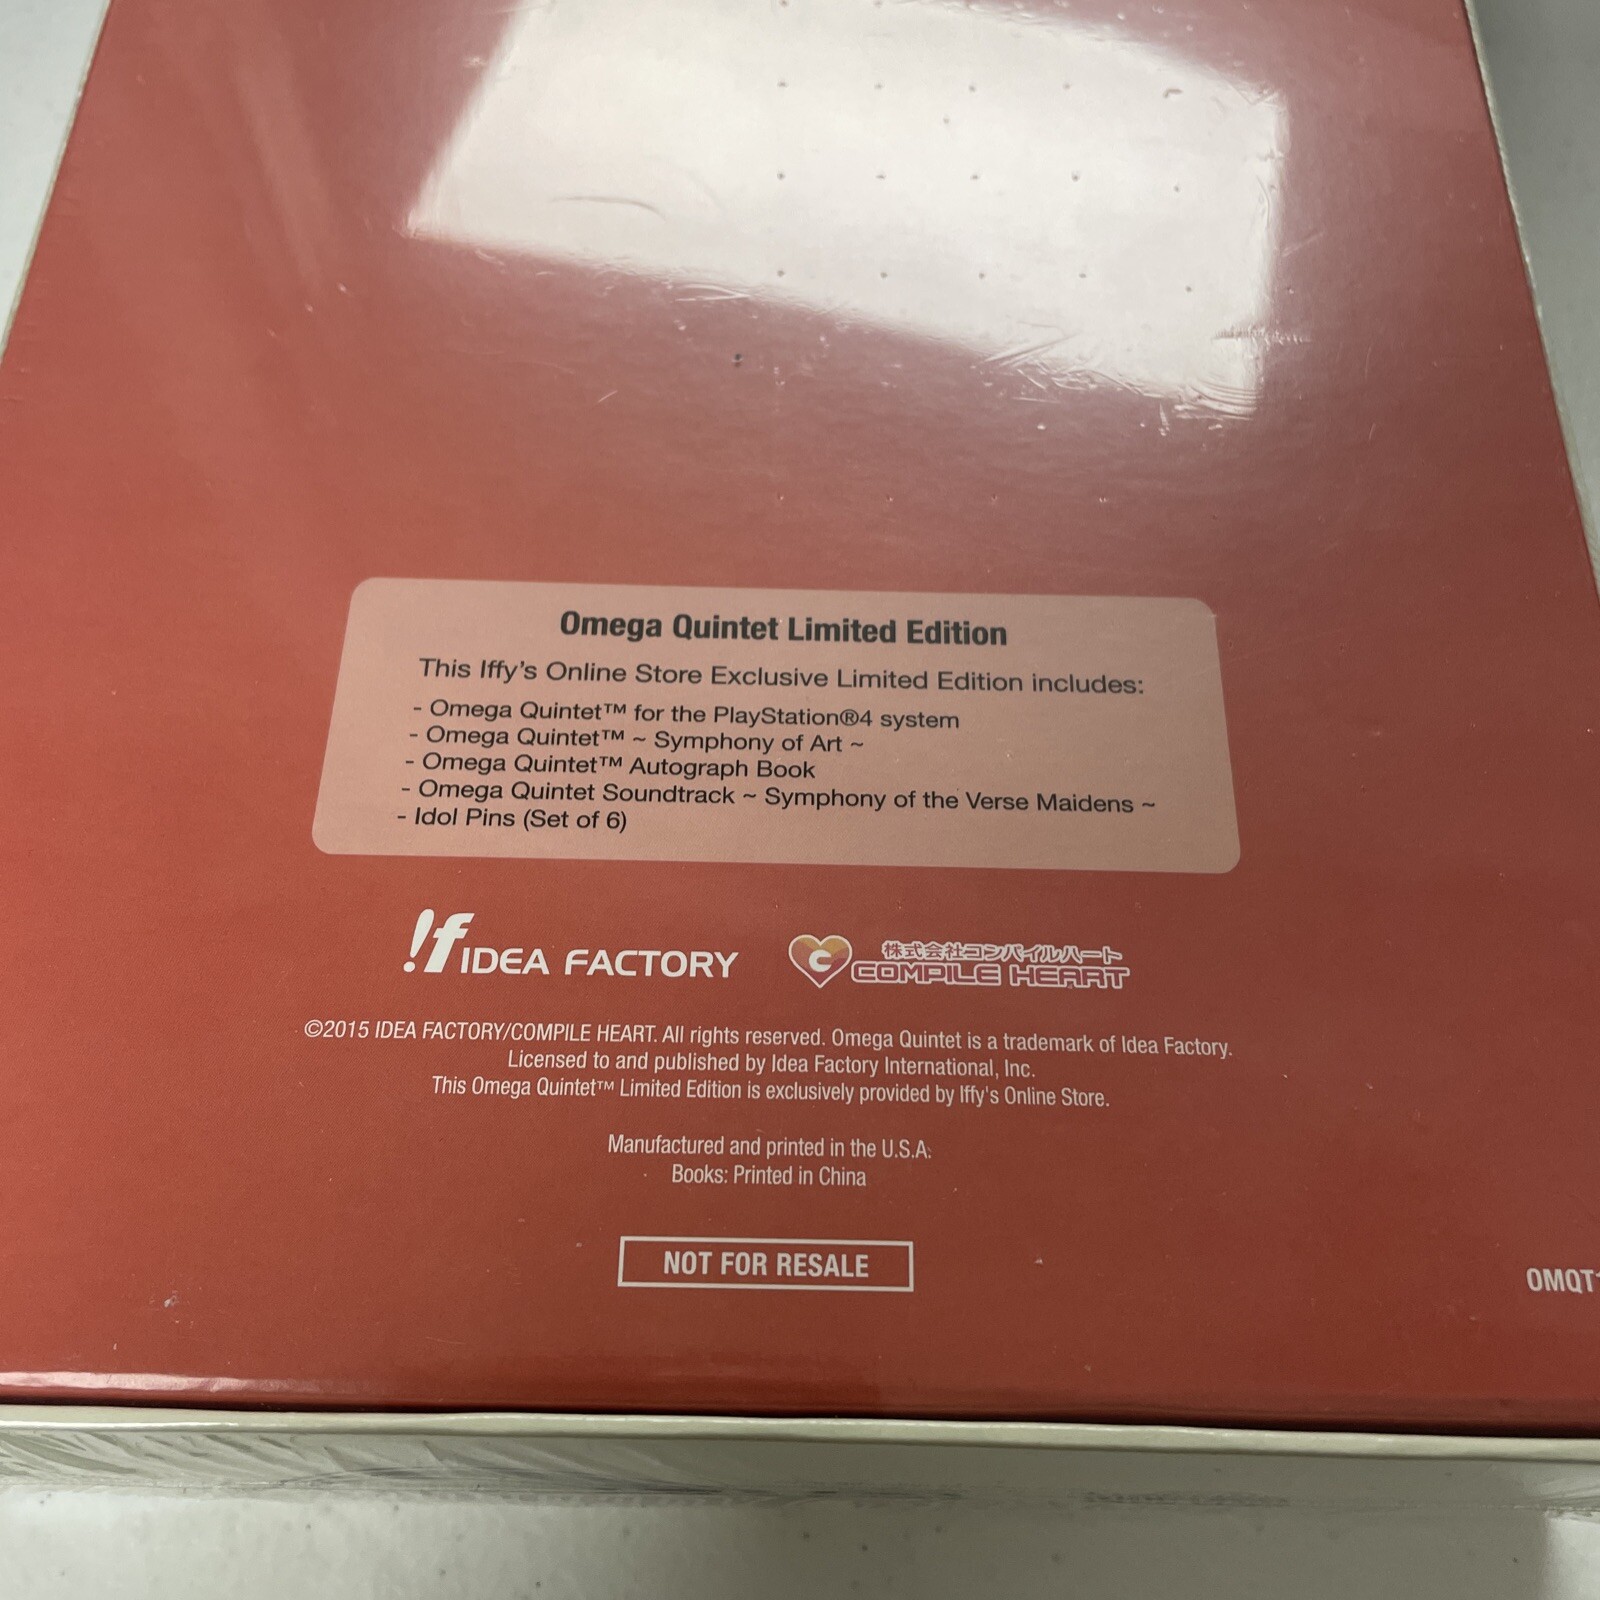 Omega Quintet Limited Edition
This Iffy's Online Store Exclusive Limited Edition includes:
- Omega Quintet™ for the PlayStation®4 system
- Omega Quintet™ ~ Symphony of Art ~
- Omega Quintet™ Autograph Book
- Omega Quintet Soundtrack ~ Symphony of the Verse Maidens ~
- Idol Pins (Set of 6)
!f IDEA FACTORY
C 株式会社コンパイルハート
COMPILE HEART
©2015 IDEA FACTORY/COMPILE HEART. All rights reserved. Omega Quintet is a trademark of Idea Factory.
Licensed to and published by Idea Factory International, Inc.
This Omega Quintet™ Limited Edition is exclusively provided by Iffy's Online Store.
Manufactured and printed in the U.S.A.
Books: Printed in China
NOT FOR RESALE
OMQT